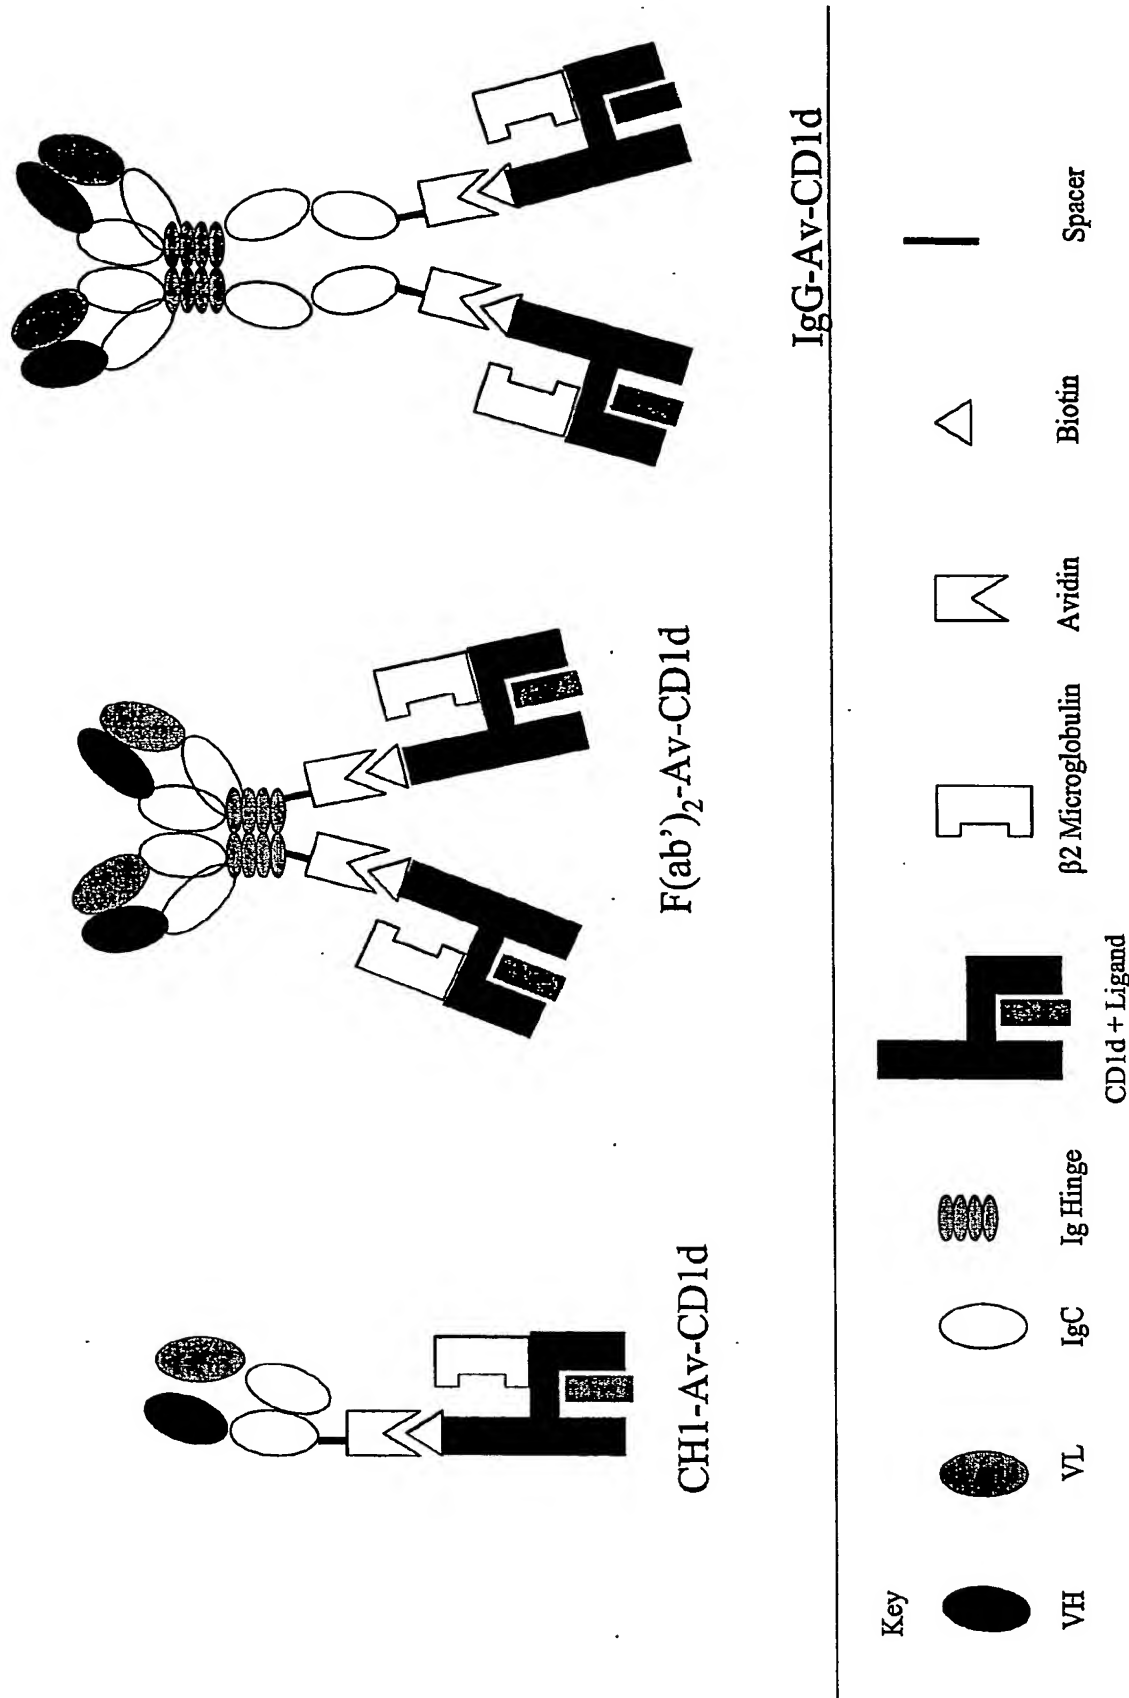 CH1-Av-CD1d
F(ab’)2-Av-CD1d
IgG-Av-CD1d
Key
VH
VL
IgC
Ig Hinge
CD1d + Ligand
β2 Microglobulin
Avidin
Biotin
Spacer